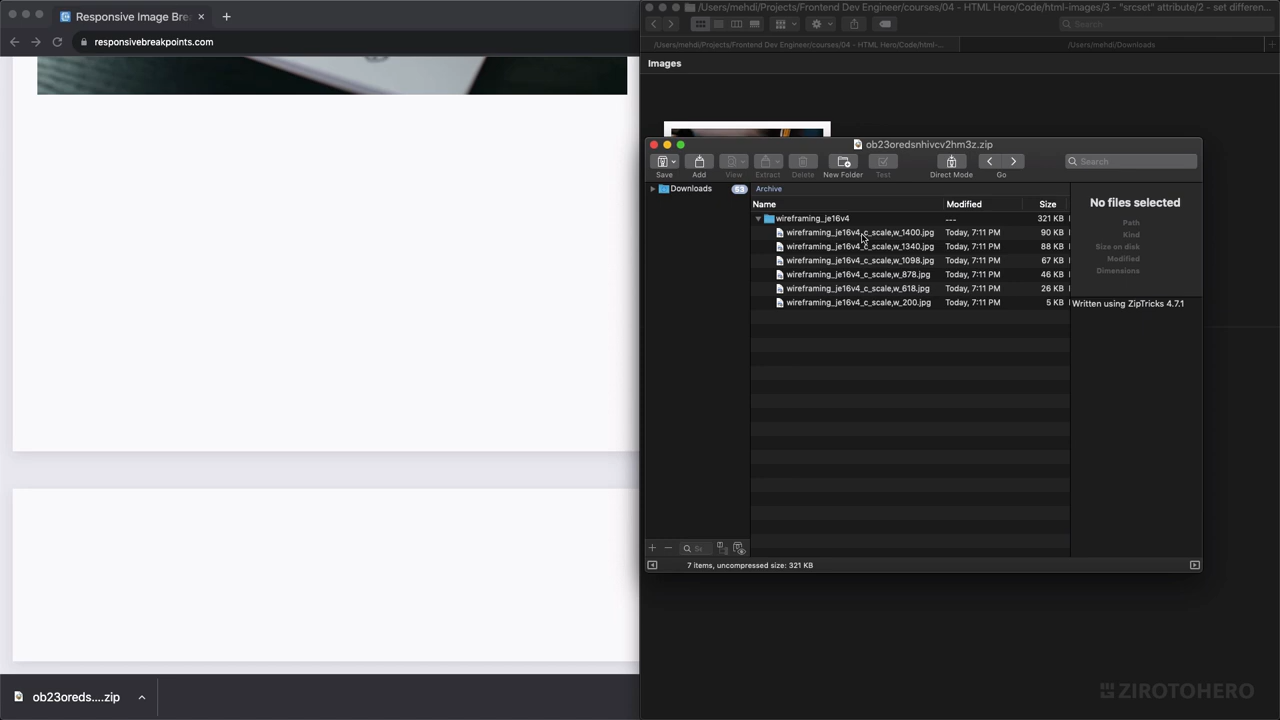 Responsive Image Bre
responsivebreakpoints.com
/Users/mehdi/Projects/Frontend Dev Engineer/courses/04 - HTML Hero/Code/html-images/3 - "srcset" attribute/2 - set differen...
Search
/Users/mehdi/Projects/Frontend Dev Engineer/courses/04 - HTML Hero/Code/html-...
/Users/mehdi/Downloads
Images
ob23oredsnhivcv2hm3z.zip
Save Add View Extract Delete New Folder Test Direct Mode Go
Search
Downloads 53
Archive
Name Modified Size
wireframing_je16v4 --- 321 KB
wireframing_je16v4_c_scale,w_1400.jpg Today, 7:11 PM 90 KB
wireframing_je16v4_c_scale,w_1340.jpg Today, 7:11 PM 88 KB
wireframing_je16v4_c_scale,w_1098.jpg Today, 7:11 PM 67 KB
wireframing_je16v4_c_scale,w_878.jpg Today, 7:11 PM 46 KB
wireframing_je16v4_c_scale,w_618.jpg Today, 7:11 PM 26 KB
wireframing_je16v4_c_scale,w_200.jpg Today, 7:11 PM 5 KB
No files selected
Path
Kind
Size on disk
Modified
Dimensions
Written using ZipTricks 4.7.1
7 items, uncompressed size: 321 KB
ob23oreds....zip
ZIROTOHERO